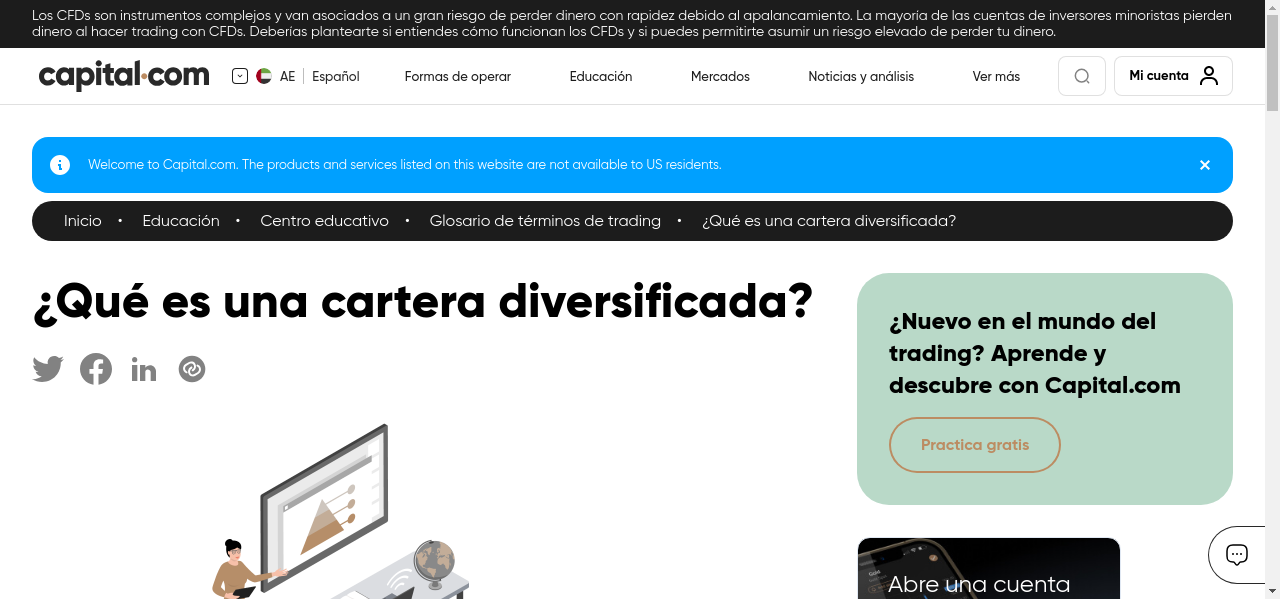 Los CFDs son instrumentos complejos y van asociados a un gran riesgo de perder dinero con rapidez debido al apalancamiento. La mayoría de las cuentas de inversores minoristas pierden
dinero al hacer trading con CFDs. Deberías plantearte si entiendes cómo funcionan los CFDs y si puedes permitirte asumir un riesgo elevado de perder tu dinero.
capital.com
AE
Español
Formas de operar
Educación
Mercados
Noticias y análisis
Ver más
Mi cuenta
Welcome to Capital.com. The products and services listed on this website are not available to US residents.
Inicio • Educación • Centro educativo • Glosario de términos de trading • ¿Qué es una cartera diversificada?
¿Qué es una cartera diversificada?
¿Nuevo en el mundo del
trading? Aprende y
descubre con Capital.com
Practica gratis
Abre una cuenta